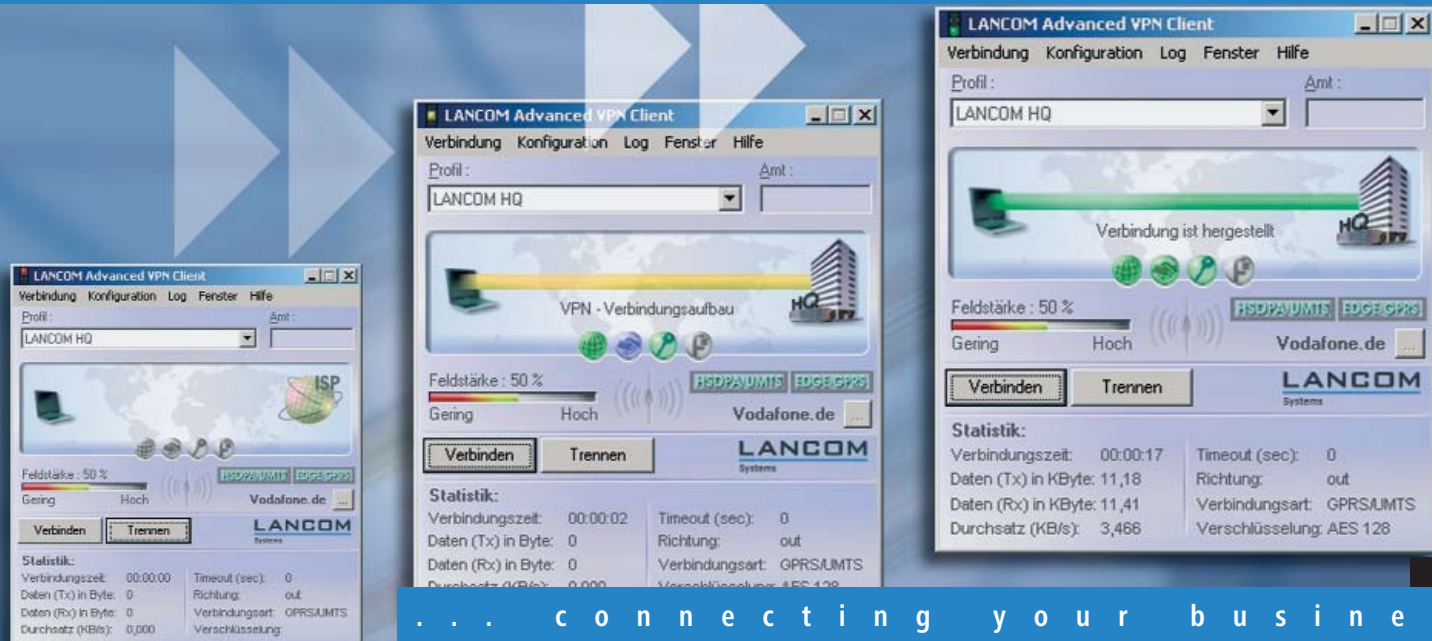 LANCOM Advanced VPN Client
Verbindung Konfiguration Log Fenster Hilfe
Profil : Amt :
LANCOM HQ
ISP
Feldstärke : 50 %
HSDPA/UMTS EDGE/GPRS
Gering Hoch Vodafone.de ...
Verbinden Trennen
LANCOM
Systems
Statistik:
Verbindungszeit: 00:00:00 Timeout (sec): 0
Daten (Tx) in Byte: 0 Richtung: out
Daten (Rx) in Byte: 0 Verbindungsart: GPRS/UMTS
Durchsatz (KB/s): 0,000 Verschlüsselung:
LANCOM Advanced VPN Client
Verbindung Konfiguration Log Fenster Hilfe
Profil : Amt :
LANCOM HQ
HQ
VPN - Verbindungsaufbau
Feldstärke : 50 %
HSDPA/UMTS EDGE/GPRS
Gering Hoch Vodafone.de ...
Verbinden Trennen
LANCOM
Systems
Statistik:
Verbindungszeit: 00:00:02 Timeout (sec): 0
Daten (Tx) in Byte: 0 Richtung: out
Daten (Rx) in Byte: 0 Verbindungsart: GPRS/UMTS
Durchsatz (KB/s): 0,000 Verschlüsselung: AES 128
LANCOM Advanced VPN Client
Verbindung Konfiguration Log Fenster Hilfe
Profil : Amt :
LANCOM HQ
HQ
Verbindung ist hergestellt
Feldstärke : 50 %
HSDPA/UMTS EDGE/GPRS
Gering Hoch Vodafone.de ...
Verbinden Trennen
LANCOM
Systems
Statistik:
Verbindungszeit: 00:00:17 Timeout (sec): 0
Daten (Tx) in KByte: 11,18 Richtung: out
Daten (Rx) in KByte: 11,41 Verbindungsart: GPRS/UMTS
Durchsatz (KB/s): 3,466 Verschlüsselung: AES 128
... connecting your busine